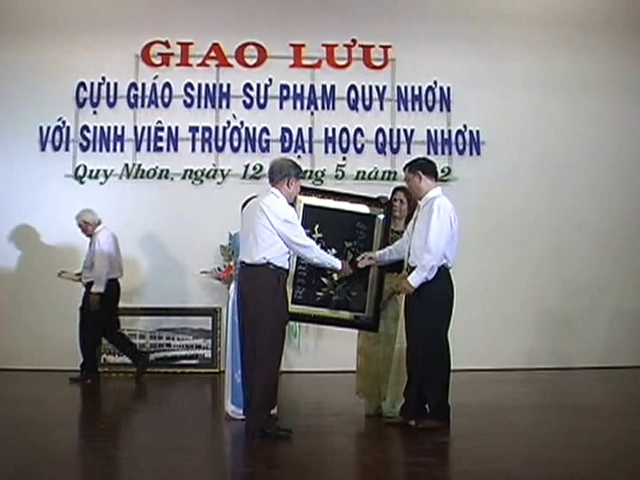 GIAO LƯU
CỰU GIÁO SINH SƯ PHẠM QUY NHƠN
VỚI SINH VIÊN TRƯỜNG ĐẠI HỌC QUY NHƠN
Quy Nhơn, ngày 12 5 năm